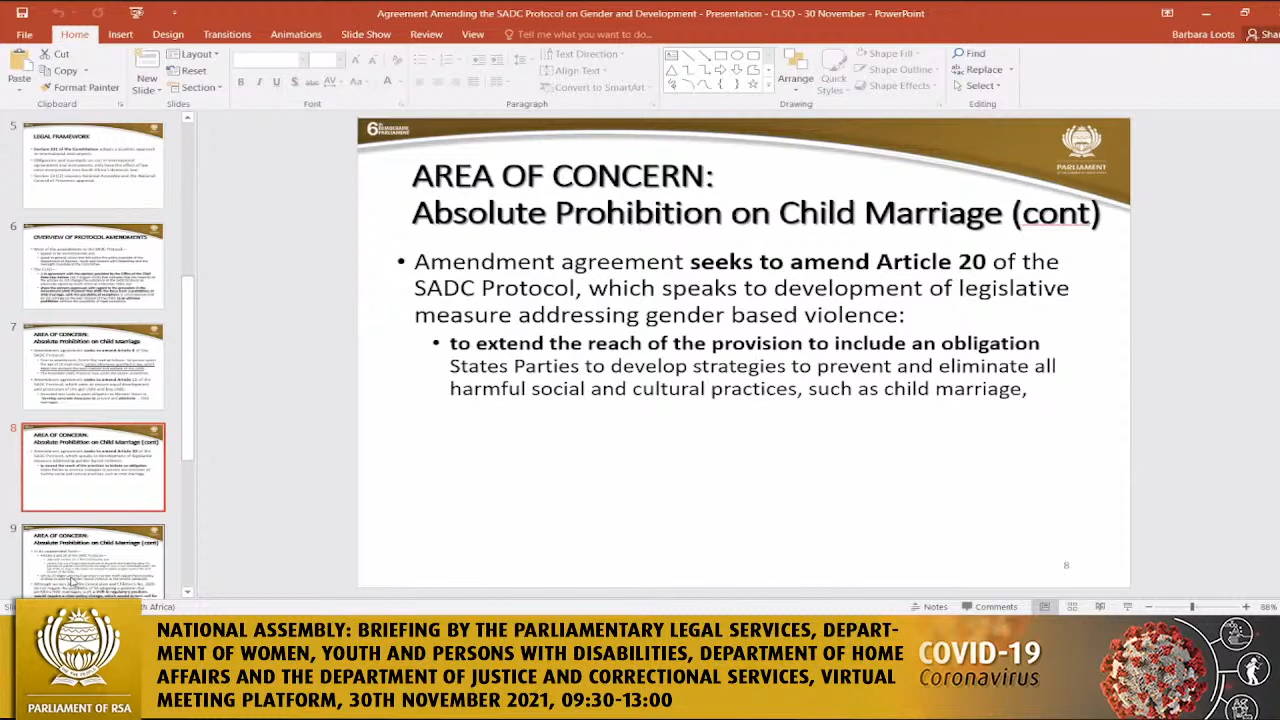 Agreement Amending the SADC Protocol on Gender and Development - Presentation - CLSO - 30 November - PowerPoint
File Home Insert Design Transitions Animations Slide Show Review View Tell me what you want to do... Barbara Loots Sha
Paste
Cut
Copy
Format Painter
Clipboard
New Slide
Layout
Reset
Section
Slides
Font
Text Direction
Align Text
Convert to SmartArt
Paragraph
Arrange
Quick Styles
Shape Fill
Shape Outline
Shape Effects
Drawing
Find
Replace
Select
Editing
5
LEGAL FRAMEWORK
6
OVERVIEW OF PROTOCOL AMENDMENTS
7
AREA OF CONCERN:
Absolute Prohibition on Child Marriage
8
AREA OF CONCERN:
Absolute Prohibition on Child Marriage (cont)
9
AREA OF CONCERN:
Absolute Prohibition on Child Marriage (cont)
6th DEMOCRATIC PARLIAMENT
PARLIAMENT
AREA OF CONCERN:
Absolute Prohibition on Child Marriage (cont)
• Amendment agreement seeks to amend Article 20 of the
SADC Protocol, which speaks to development of legislative
measure addressing gender based violence:
• to extend the reach of the provision to include an obligation
States Parties to develop strategies to prevent and eliminate all
and cultural practices, such as child marriage,
8
Notes Comments 88%
NATIONAL ASSEMBLY: BRIEFING BY THE PARLIAMENTARY LEGAL SERVICES, DEPART-
MENT OF WOMEN, YOUTH AND PERSONS WITH DISABILITIES, DEPARTMENT OF HOME
AFFAIRS AND THE DEPARTMENT OF JUSTICE AND CORRECTIONAL SERVICES, VIRTUAL
MEETING PLATFORM, 30TH NOVEMBER 2021, 09:30-13:00
PARLIAMENT OF RSA
COVID-19
Coronavirus